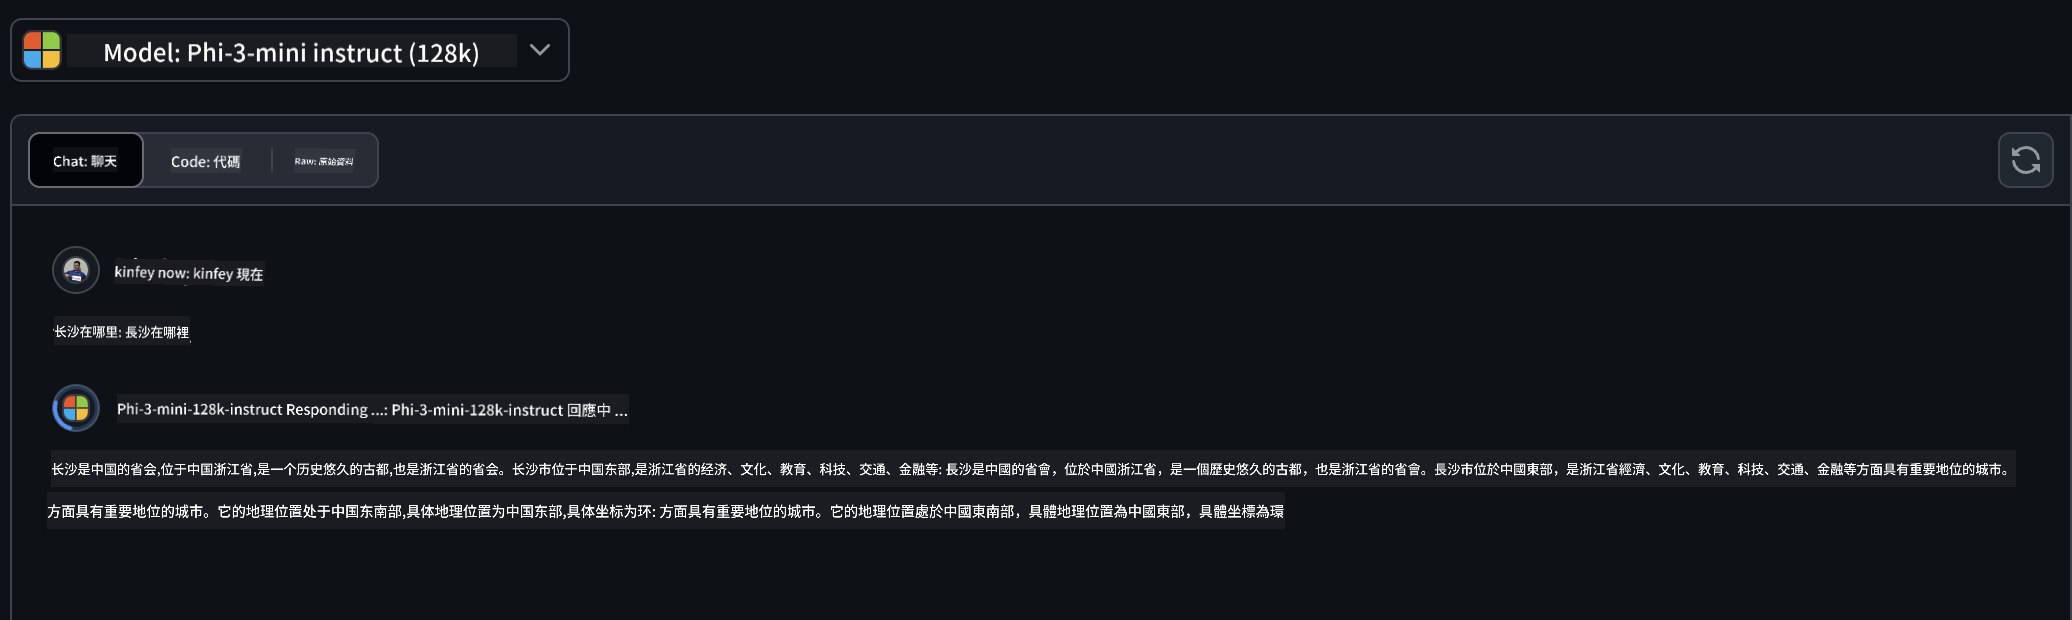 Model: Phi-3-mini instruct (128k)
Chat: 聊天
Code: 代碼
Raw: 原始資料
kinfey now: kinfey 現在
长沙在哪里: 長沙在哪裡
Phi-3-mini-128k-instruct Responding ...: Phi-3-mini-128k-instruct 回應中 ...
长沙是中国的省会,位于中国浙江省,是一个历史悠久的古都,也是浙江省的省会。长沙市位于中国东部,是浙江省的经济、文化、教育、科技、交通、金融等: 長沙是中國的省會，位於中國浙江省，是一個歷史悠久的古都，也是浙江省的省會。長沙市位於中國東部，是浙江省經濟、文化、教育、科技、交通、金融等方面具有重要地位的城市。
方面具有重要地位的城市。它的地理位置处于中国东南部,具体地理位置为中国东部,具体坐标为环: 方面具有重要地位的城市。它的地理位置處於中國東南部，具體地理位置為中國東部，具體坐標為環